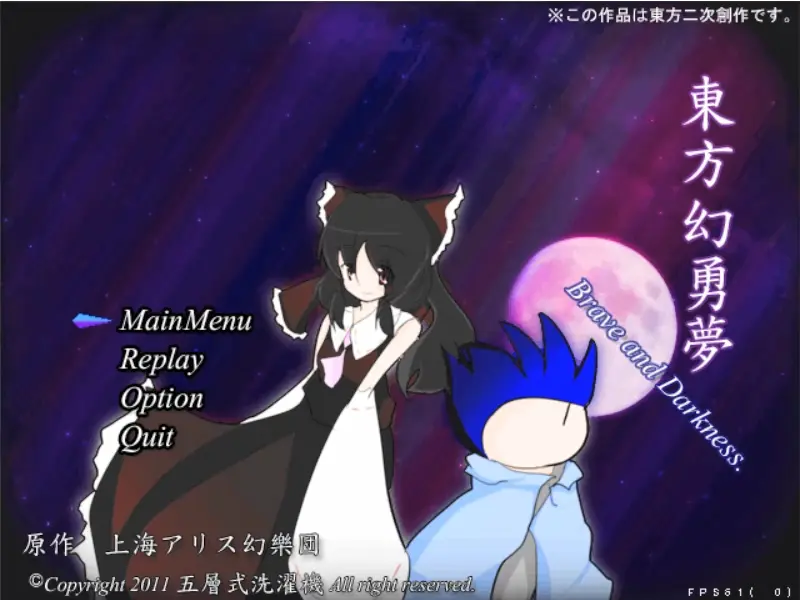 ※この作品は東方二次創作です。
東方幻勇夢
Brave and Darkness.
MainMenu
Replay
Option
Quit
原作　上海アリス幻樂団
©Copyright 2011 五層式洗濯機 All right reserved.
FPS61( 0)